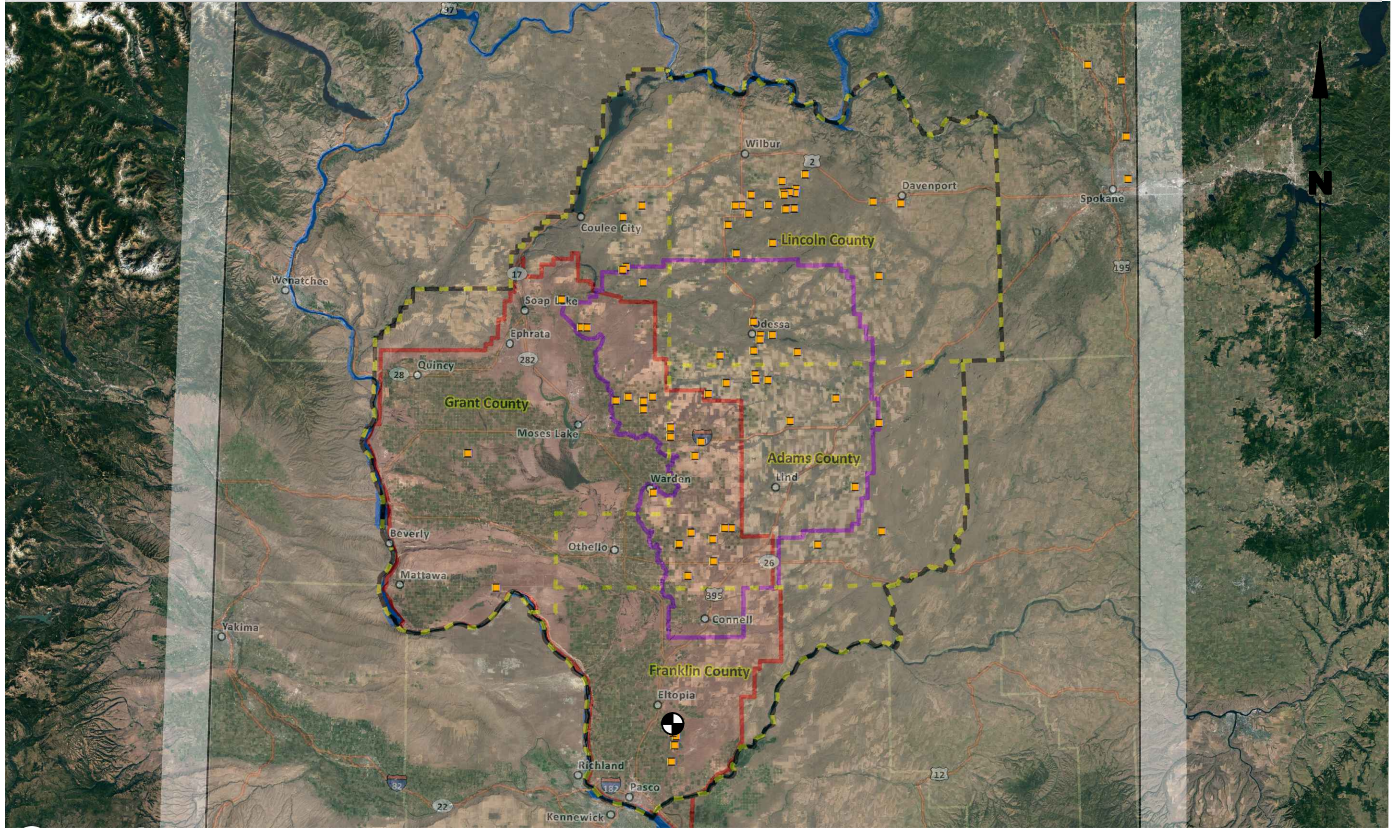 17
Wilbur
2
Davenport
Spokane
Coulee City
Lincoln County
17
195
Wenatchee
Soap Lake
Odessa
Ephrata
282
28
Quincy
Grant County
Moses Lake
Adams County
Warden
Lind
Beverly
Othello
26
Mattawa
395
Connell
Yakima
Franklin County
Eltopia
Richland
82
182
12
Pasco
22
Kennewick
N